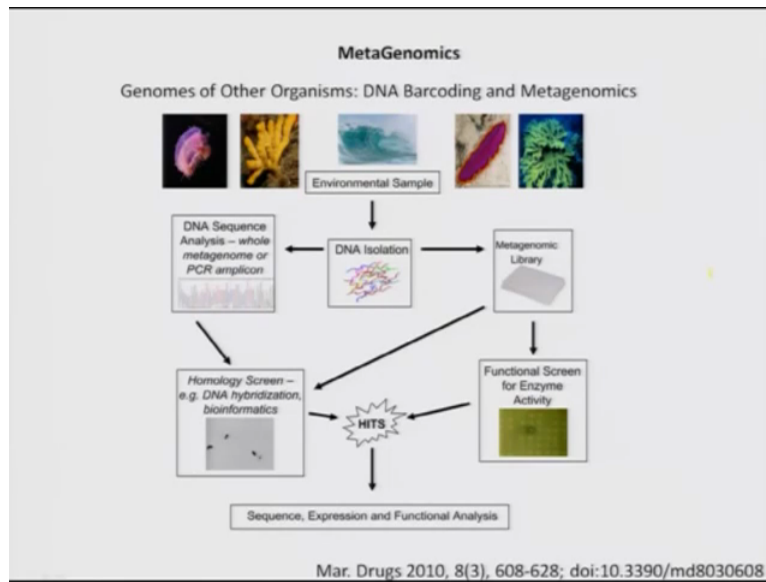 MetaGenomics
Genomes of Other Organisms: DNA Barcoding and Metagenomics
Environmental Sample
DNA Sequence
Analysis – whole
metagenome or
PCR amplicon
DNA Isolation
Metagenomic
Library
Homology Screen –
e.g. DNA hybridization,
bioinformatics
HITS
Functional Screen
for Enzyme
Activity
Sequence, Expression and Functional Analysis
Mar. Drugs 2010, 8(3), 608-628; doi:10.3390/md8030608